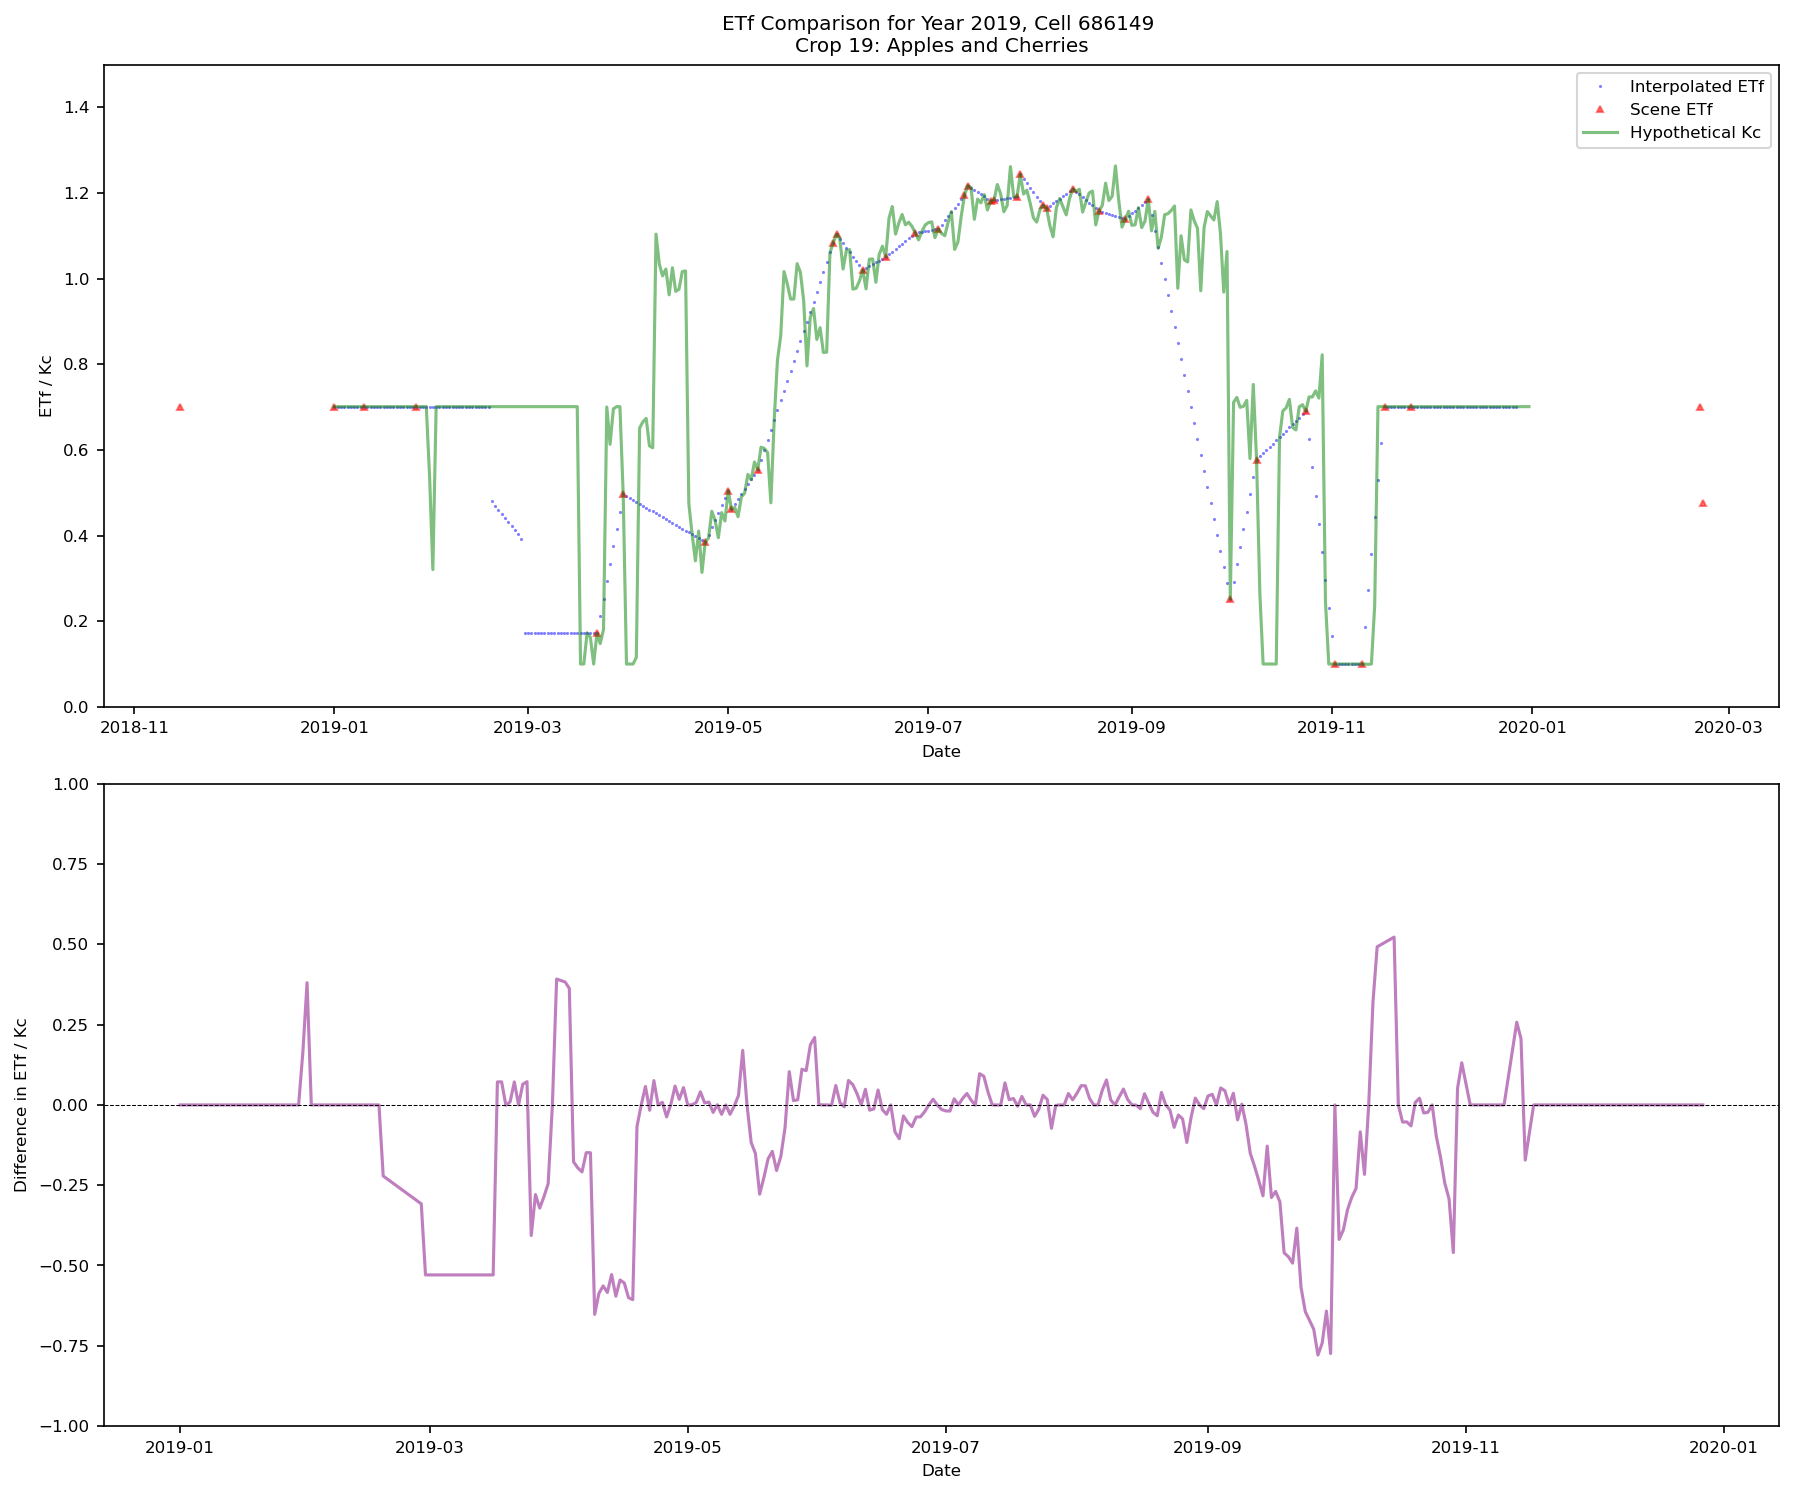 ETf Comparison for Year 2019, Cell 686149
Crop 19: Apples and Cherries
Interpolated ETf
Scene ETf
Hypothetical Kc
ETf / Kc
1.4
1.2
1.0
0.8
0.6
0.4
0.2
0.0
2018-11 2019-01 2019-03 2019-05 2019-07 2019-09 2019-11 2020-01 2020-03
Date
Difference in ETf / Kc
1.00
0.75
0.50
0.25
0.00
−0.25
−0.50
−0.75
−1.00
2019-01 2019-03 2019-05 2019-07 2019-09 2019-11 2020-01
Date